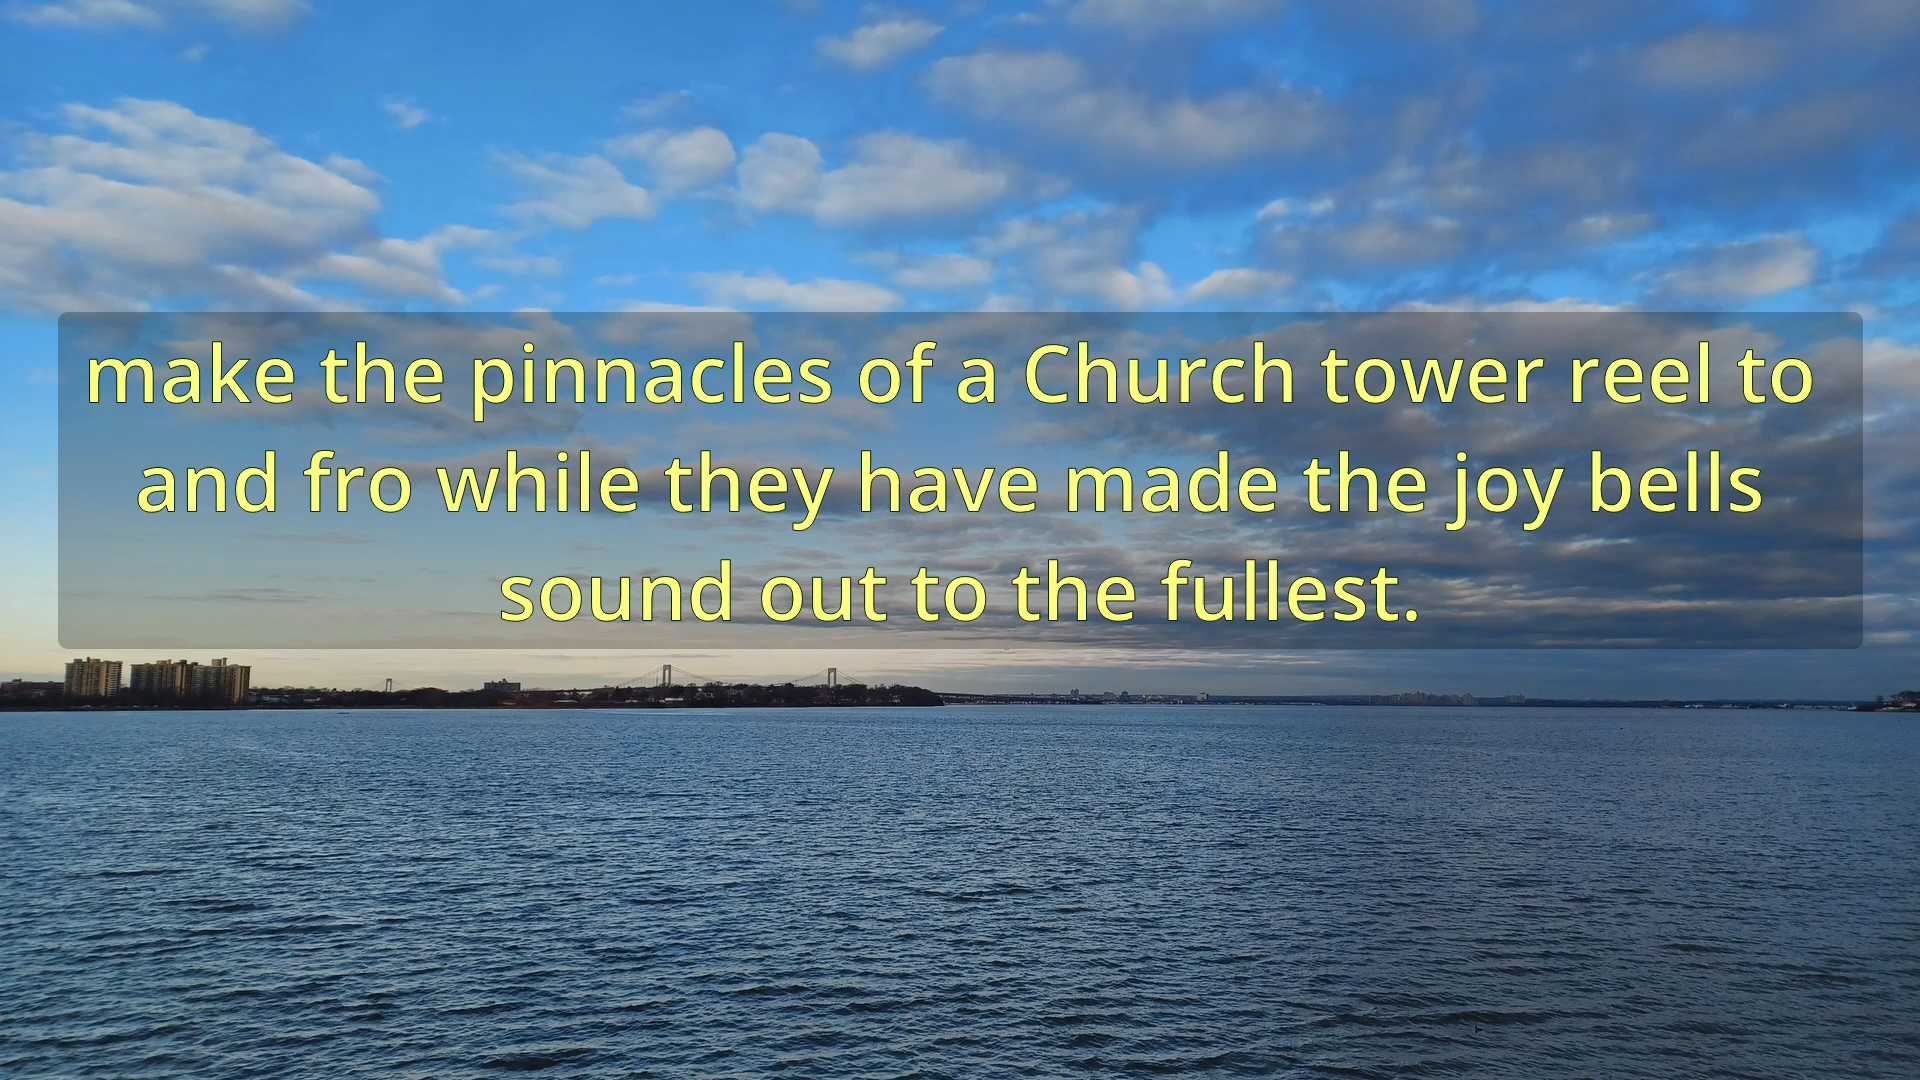 make the pinnacles of a Church tower reel to
and fro while they have made the joy bells
sound out to the fullest.